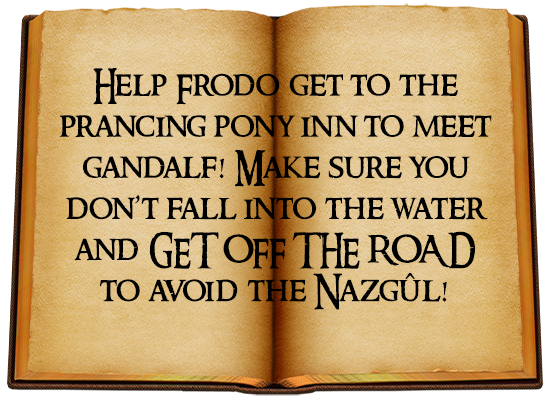 Help Frodo get to the
prancing pony inn to meet
gandalf! Make sure you
don't fall into the water
and GET OFF THE ROAD
to avoid the Nazgûl!